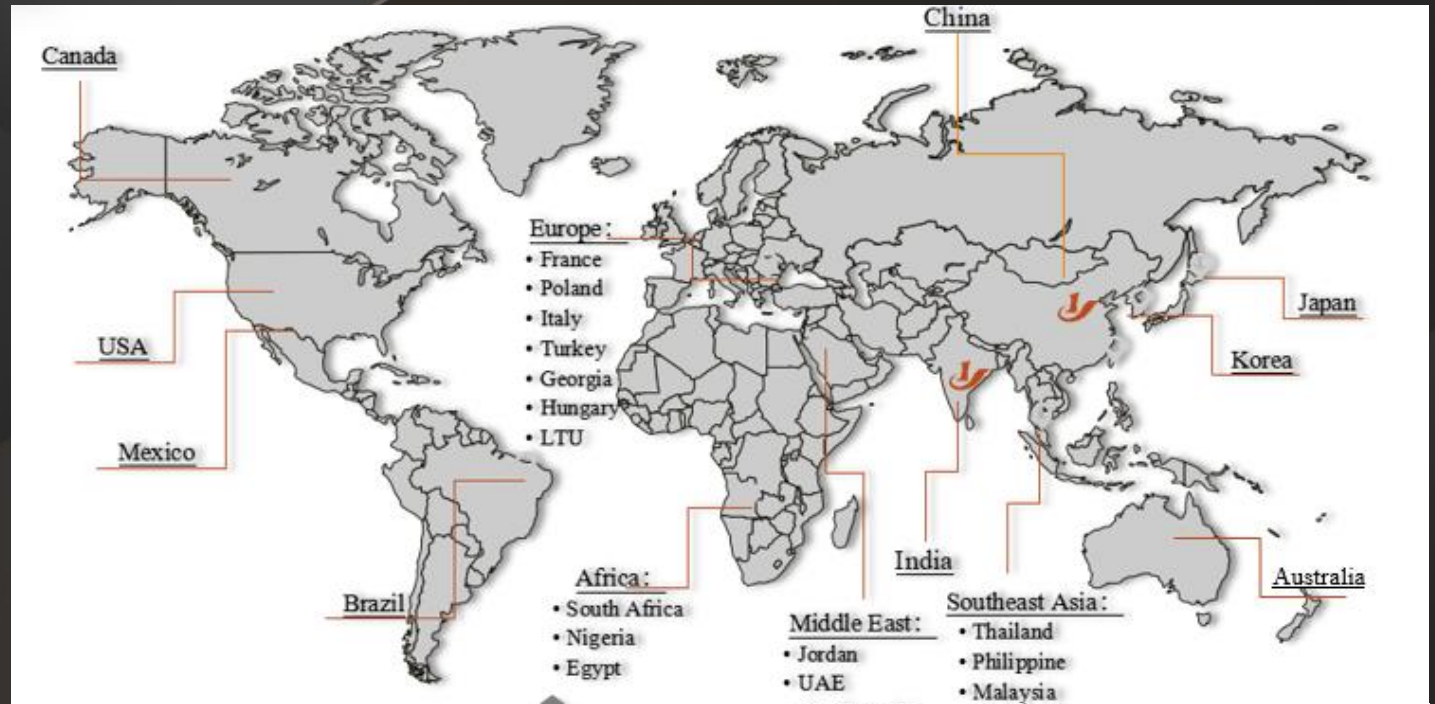 China
Canada
Europe:
• France
• Poland
• Italy
• Turkey
• Georgia
• Hungary
• LTU
Japan
USA
Korea
Mexico
India
Africa:
• South Africa
• Nigeria
• Egypt
Australia
Brazil
Southeast Asia:
• Thailand
• Philippine
• Malaysia
Middle East:
• Jordan
• UAE